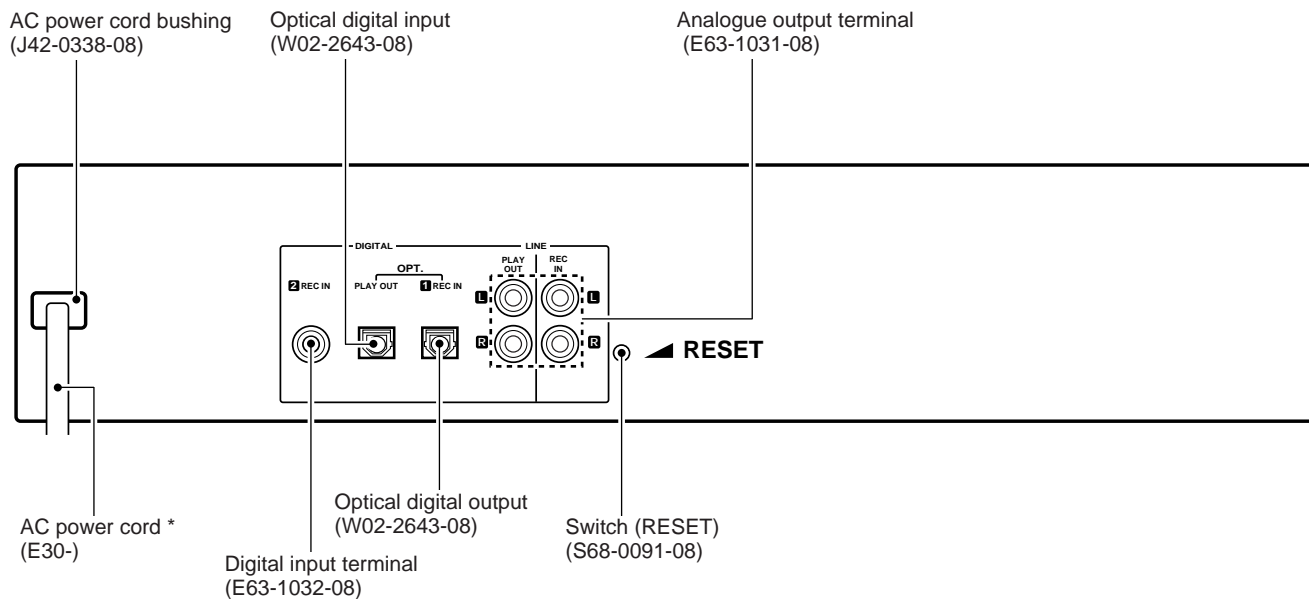 AC power cord bushing
(J42-0338-08)
Optical digital input
(W02-2643-08)
Analogue output terminal
(E63-1031-08)
DIGITAL
LINE
OPT.
PLAY
OUT
REC
IN
2 REC IN
PLAY OUT
1 REC IN
L
L
R
R
RESET
AC power cord *
(E30-)
Digital input terminal
(E63-1032-08)
Optical digital output
(W02-2643-08)
Switch (RESET)
(S68-0091-08)